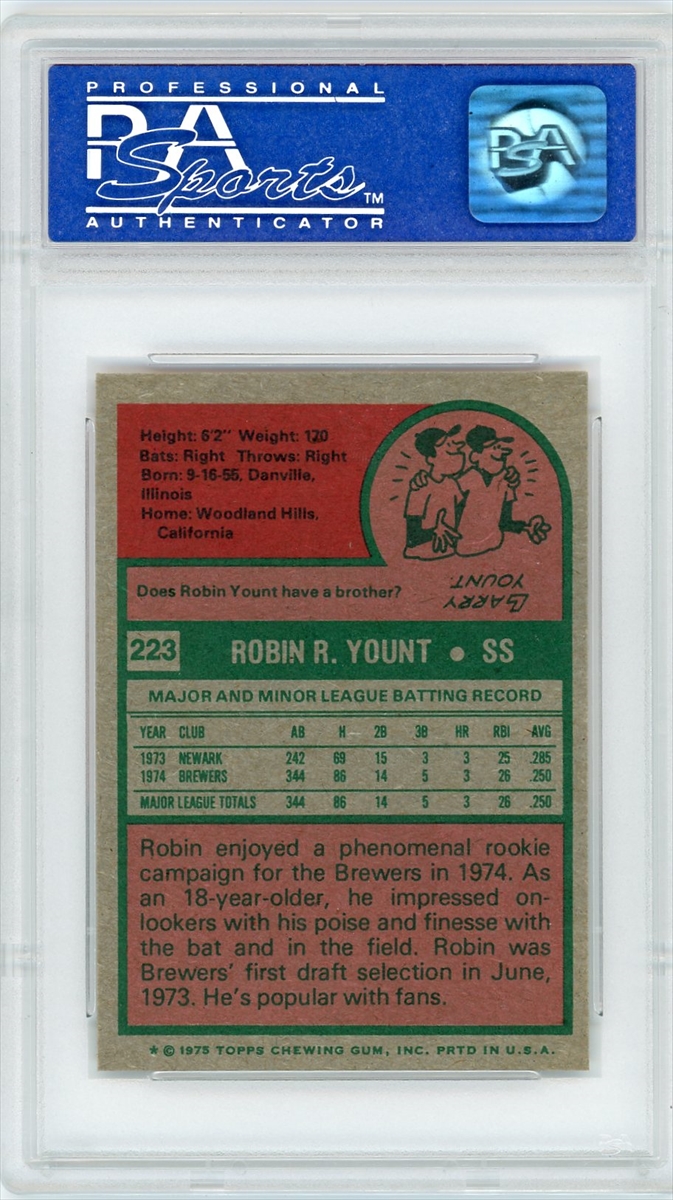 PROFESSIONAL
PSA
Sports™
AUTHENTICATOR
PSA
Height: 6'2" Weight: 170
Bats: Right Throws: Right
Born: 9-16-55, Danville,
Illinois
Home: Woodland Hills,
California
Does Robin Yount have a brother?
LARRY
YOUNT
223 ROBIN R. YOUNT • SS
MAJOR AND MINOR LEAGUE BATTING RECORD
YEAR CLUB AB H 2B 3B HR RBI AVG
1973 NEWARK 242 69 15 3 3 25 .285
1974 BREWERS 344 86 14 5 3 26 .250
MAJOR LEAGUE TOTALS 344 86 14 5 3 26 .250
Robin enjoyed a phenomenal rookie
campaign for the Brewers in 1974. As
an 18-year-older, he impressed on-
lookers with his poise and finesse with
the bat and in the field. Robin was
Brewers' first draft selection in June,
1973. He's popular with fans.
* © 1975 TOPPS CHEWING GUM, INC. PRTD IN U.S.A.